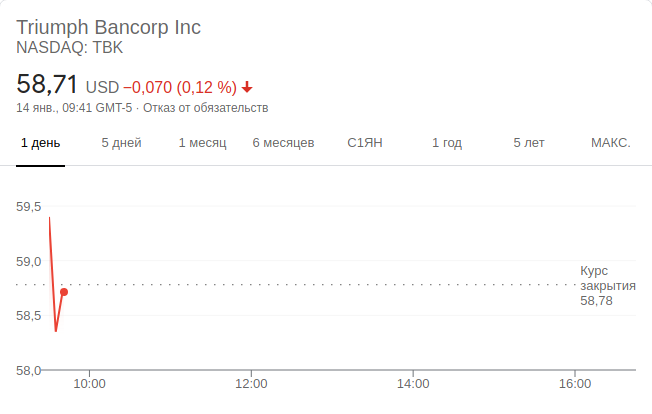 Triumph Bancorp Inc
NASDAQ: TBK
58,71 USD −0,070 (0,12 %)
14 янв., 09:41 GMT-5 · Отказ от обязательств
1 день 5 дней 1 месяц 6 месяцев С1ЯН 1 год 5 лет МАКС.
59,5
59,0
Курс
закрытия
58,78
58,5
58,0
10:00 12:00 14:00 16:00